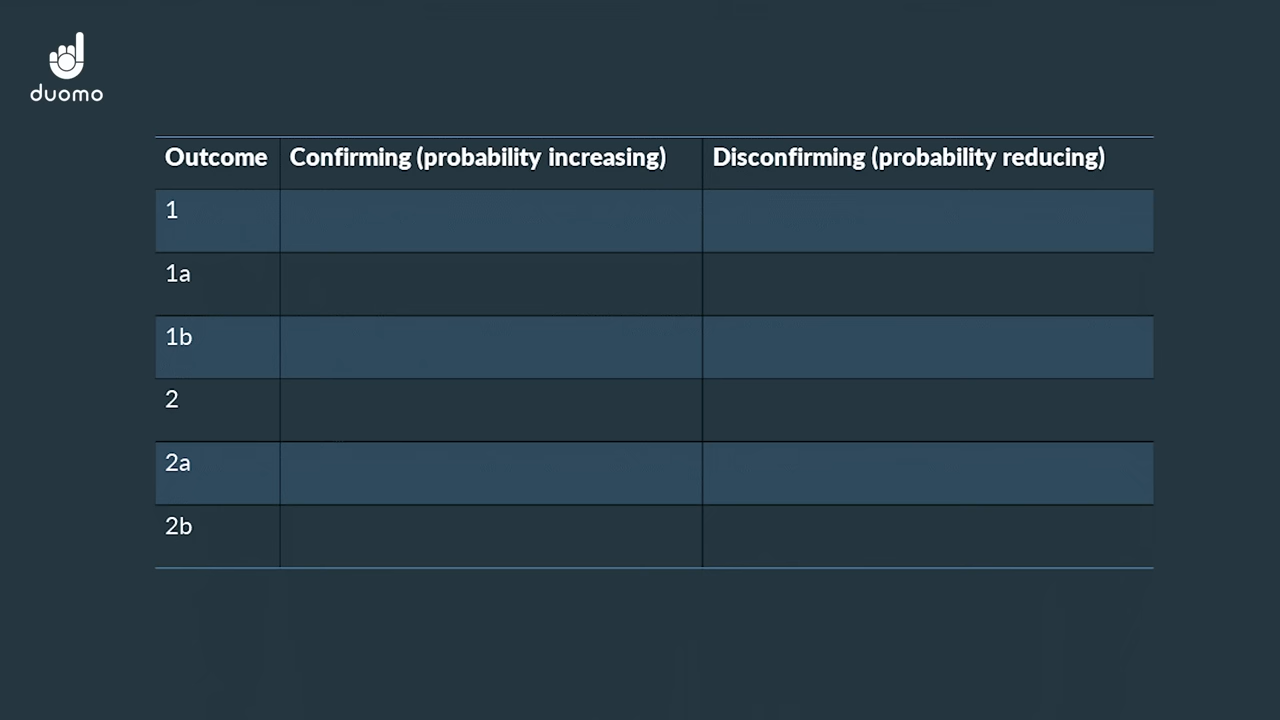 duomo
Outcome Confirming (probability increasing) Disconfirming (probability reducing)
1
1a
1b
2
2a
2b